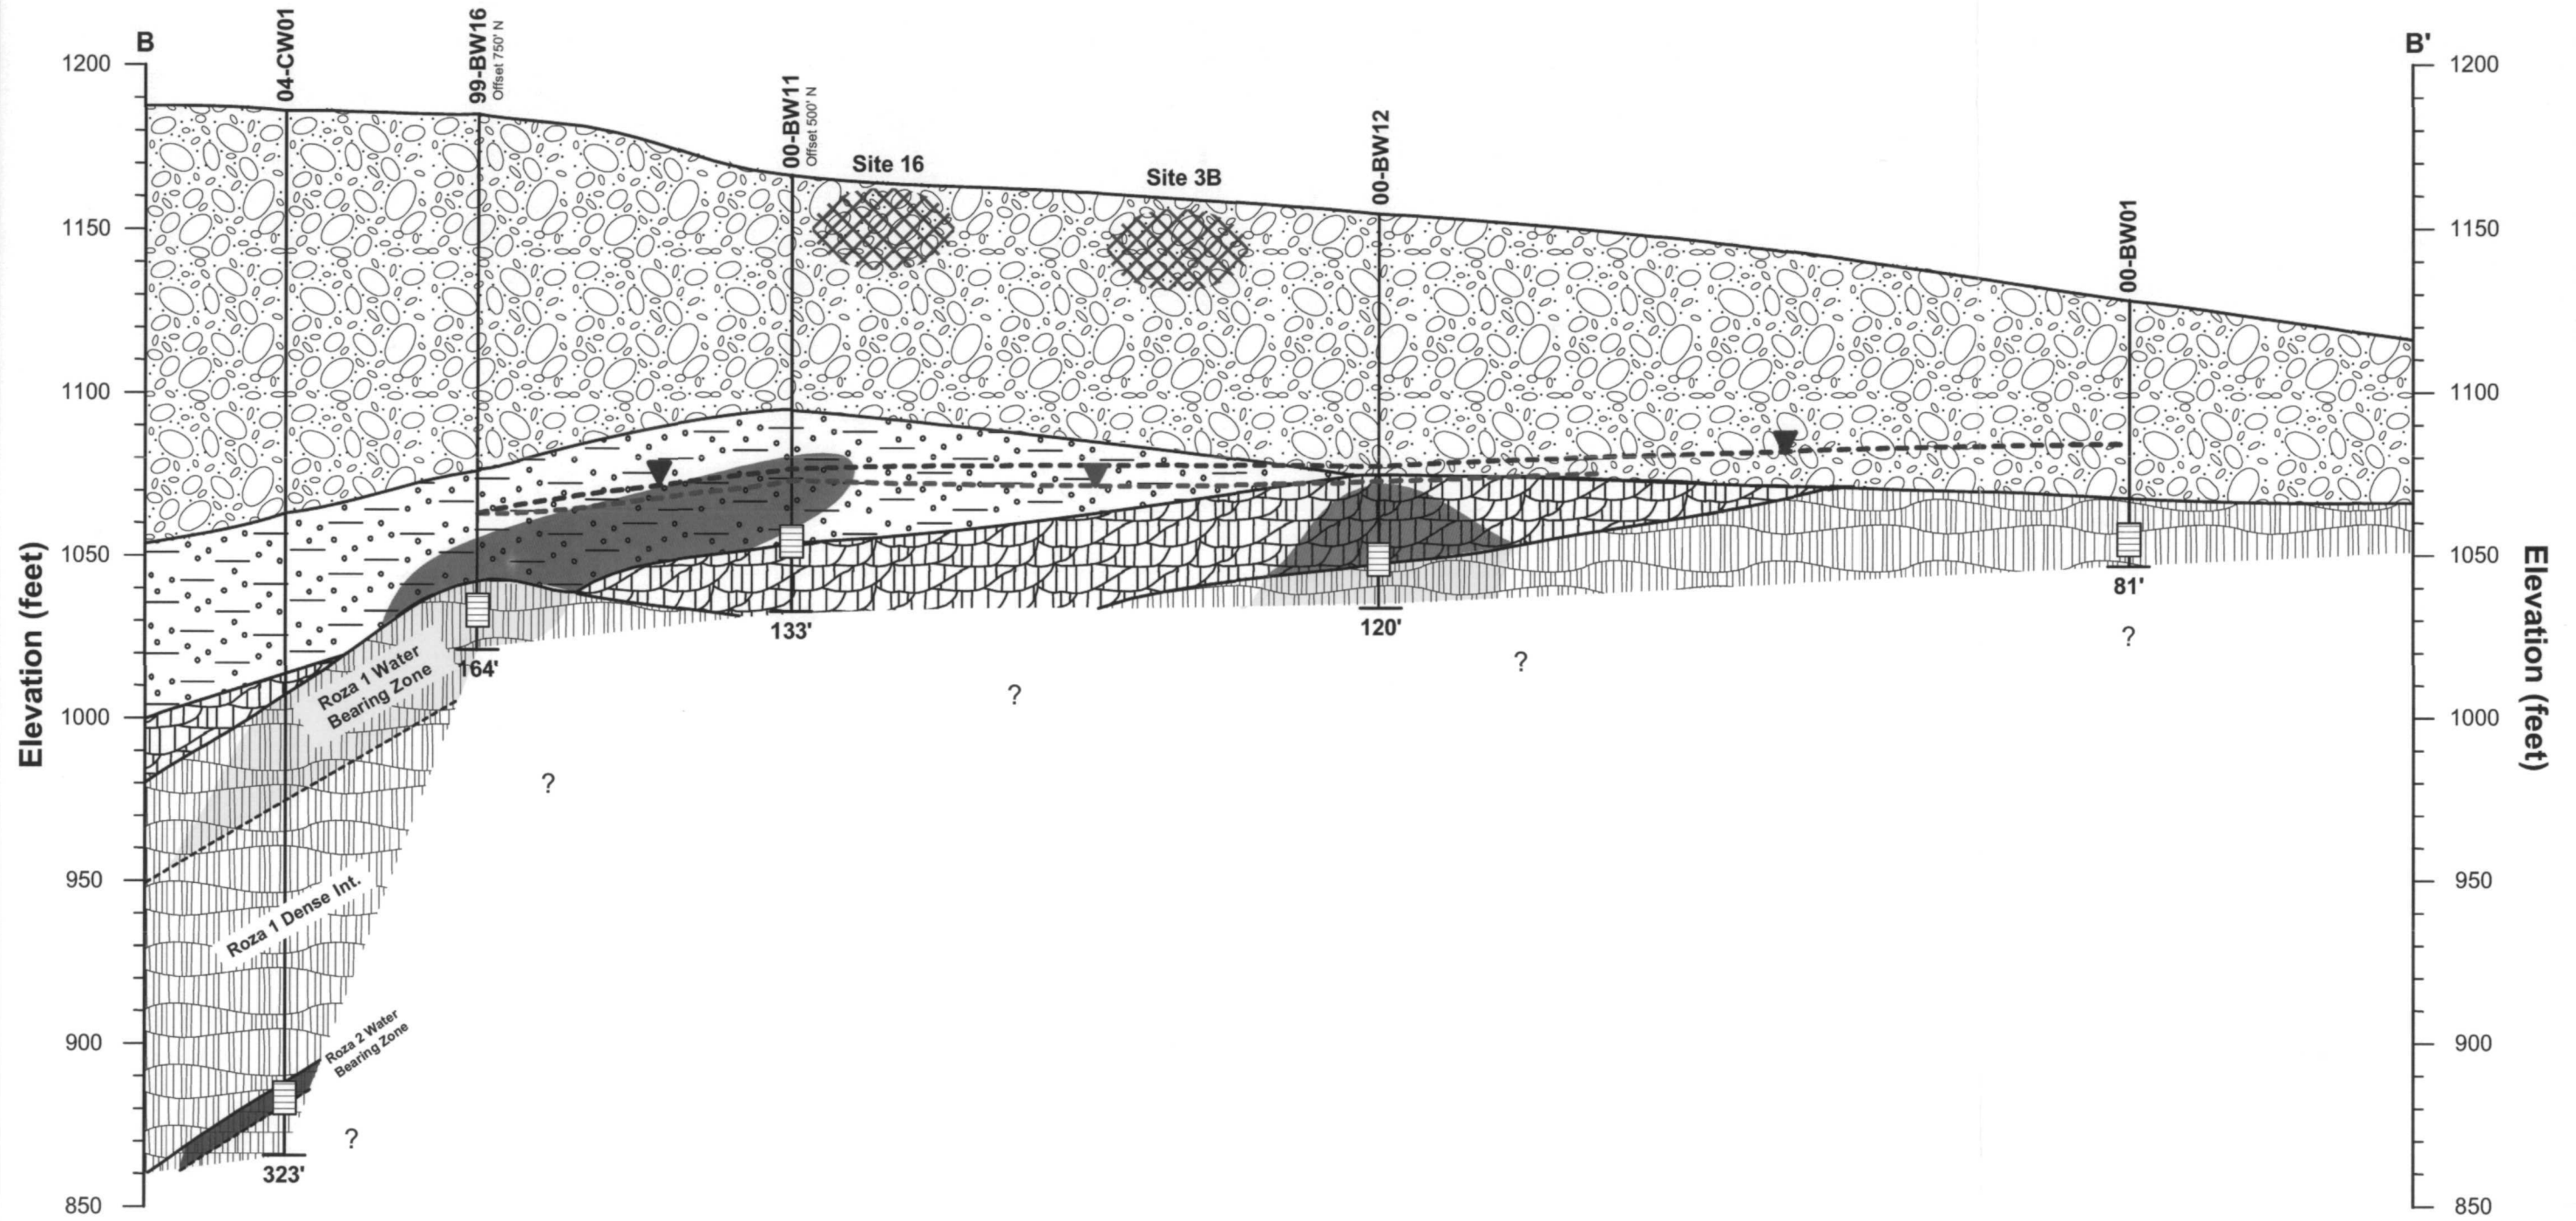 B
04-CW01
99-BW16
Offset 750' N
00-BW11
Offset 500' N
Site 16
Site 3B
00-BW12
00-BW01
B'
1200
1150
1100
1050
1000
950
900
850
Elevation (feet)
1200
1150
1100
1050
1000
950
900
850
Elevation (feet)
133'
120'
81'
164'
?
?
?
?
?
Roza 1 Water
Bearing Zone
Roza 1 Dense Int.
Roza 2 Water
Bearing Zone
323'